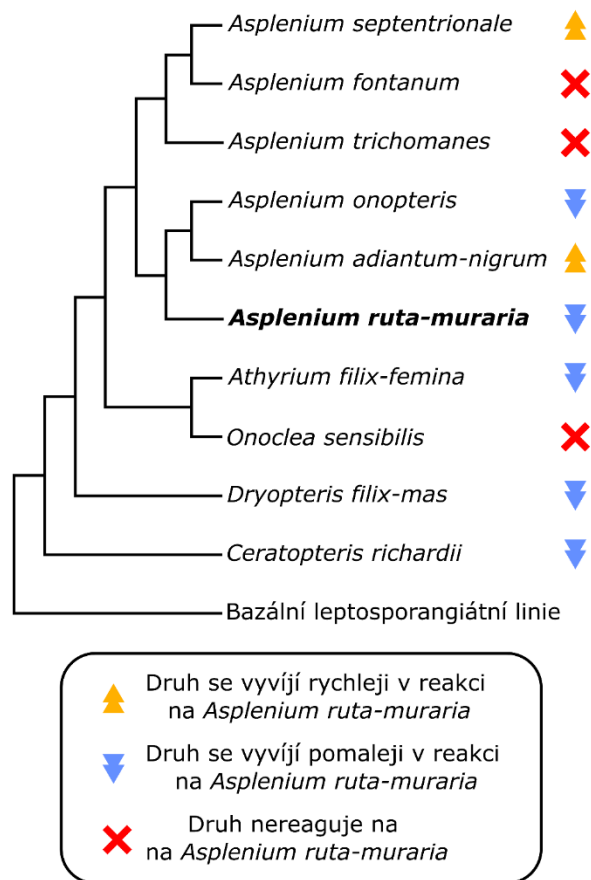 Asplenium septentrionale
Asplenium fontanum
Asplenium trichomanes
Asplenium onopteris
Asplenium adiantum-nigrum
Asplenium ruta-muraria
Athyrium filix-femina
Onoclea sensibilis
Dryopteris filix-mas
Ceratopteris richardii
Bazální leptosporangiátní linie
Druh se vyvíjí rychleji v reakci
na Asplenium ruta-muraria
Druh se vyvíjí pomaleji v reakci
na Asplenium ruta-muraria
Druh nereaguje na
na Asplenium ruta-muraria